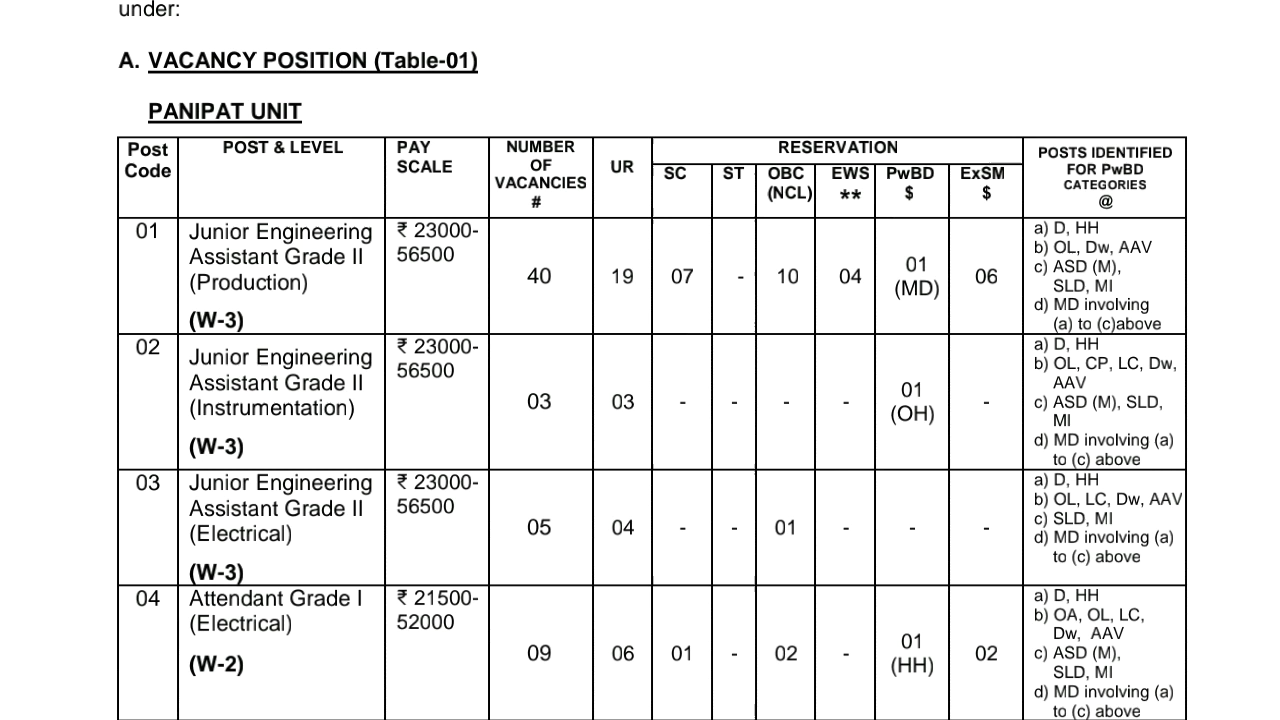 under:
A. VACANCY POSITION (Table-01)
PANIPAT UNIT
Post Code | POST & LEVEL | PAY SCALE | NUMBER OF VACANCIES # | UR | RESERVATION | POSTS IDENTIFIED FOR PwBD CATEGORIES @
SC | ST | OBC (NCL) | EWS ** | PwBD $ | ExSM $
01 | Junior Engineering Assistant Grade II (Production) (W-3) | ₹ 23000-56500 | 40 | 19 | 07 | - | 10 | 04 | 01 (MD) | 06 | a) D, HH
b) OL, Dw, AAV
c) ASD (M),
SLD, MI
d) MD involving
(a) to (c)above
02 | Junior Engineering Assistant Grade II (Instrumentation) (W-3) | ₹ 23000-56500 | 03 | 03 | - | - | - | - | 01 (OH) | - | a) D, HH
b) OL, CP, LC, Dw,
AAV
c) ASD (M), SLD,
MI
d) MD involving (a)
to (c) above
03 | Junior Engineering Assistant Grade II (Electrical) (W-3) | ₹ 23000-56500 | 05 | 04 | - | - | 01 | - | - | - | a) D, HH
b) OL, LC, Dw, AAV
c) SLD, MI
d) MD involving (a)
to (c) above
04 | Attendant Grade I (Electrical) (W-2) | ₹ 21500-52000 | 09 | 06 | 01 | - | 02 | - | 01 (HH) | 02 | a) D, HH
b) OA, OL, LC,
Dw, AAV
c) ASD (M),
SLD, MI
d) MD involving (a)
to (c) above